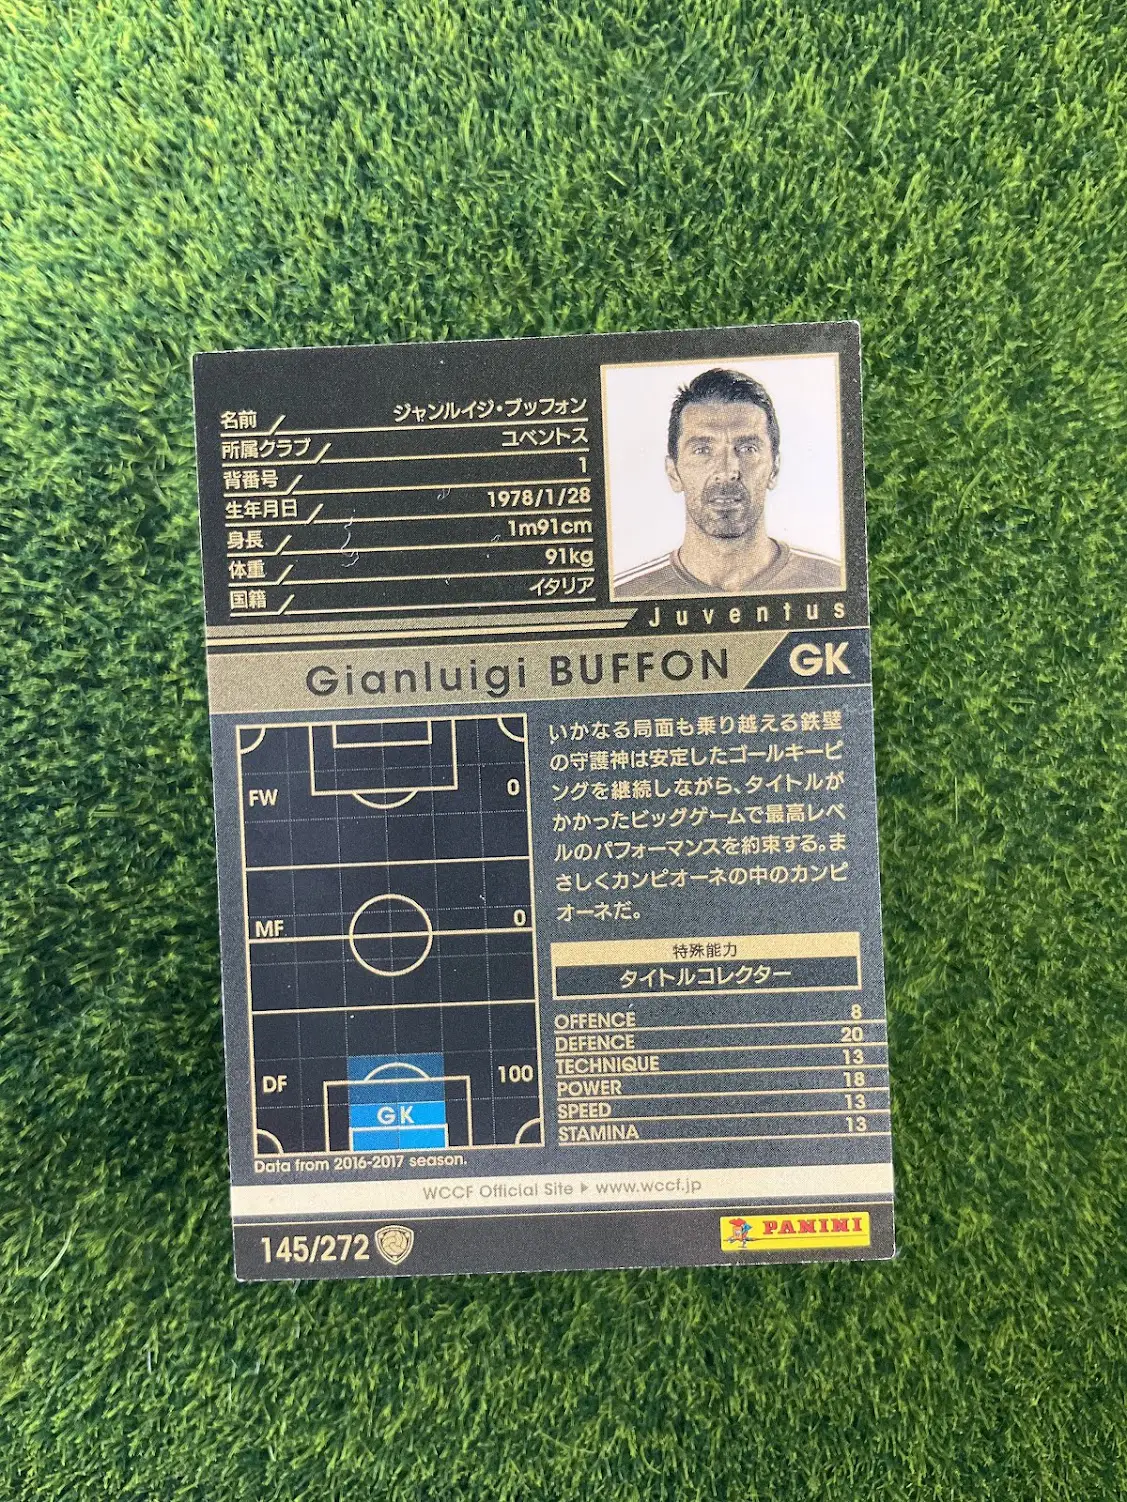 名前 ジャンルイジ・ブッフォン
所属クラブ ユベントス
背番号 1
生年月日 1978/1/28
身長 1m91cm
体重 91kg
国籍 イタリア
Juventus
Gianluigi BUFFON GK
FW 0
MF 0
DF 100
GK
Data from 2016-2017 season.
いかなる局面も乗り越える鉄壁
の守護神は安定したゴールキーピ
ングを継続しながら、タイトルが
かかったビッグゲームで最高レベ
ルのパフォーマンスを約束する。ま
さしくカンピオーネの中のカンピ
オーネだ。
特殊能力
タイトルコレクター
OFFENCE 8
DEFENCE 20
TECHNIQUE 13
POWER 18
SPEED 13
STAMINA 13
WCCF Official Site ▶ www.wccf.jp
145/272
PANINI